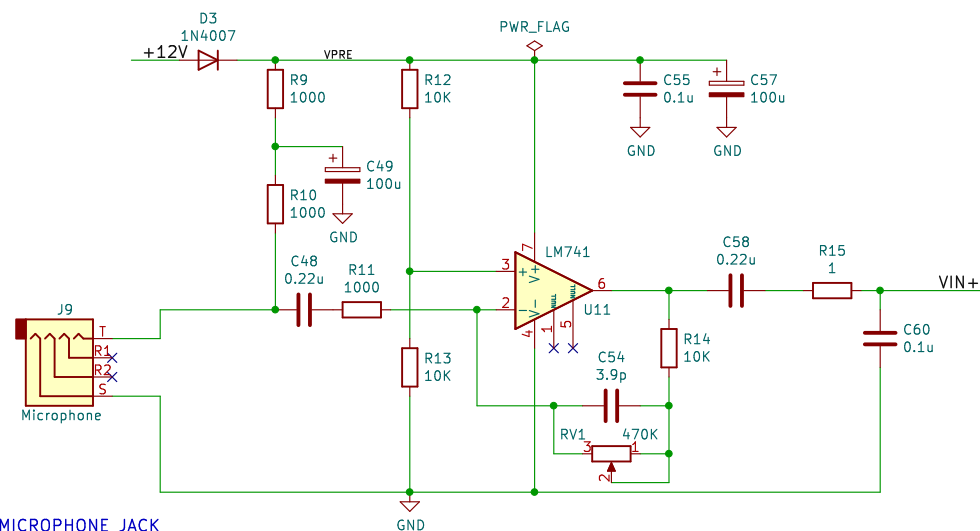 PWR_FLAG
D3
1N4007
+12V
VPRE
R9
1000
R12
10K
+
C55
0.1u
C57
100u
GND
GND
+
C49
100u
R10
1000
GND
LM741
7
3
+
V+
6
2
-
V-
NULL
NULL
U11
4
1
5
C48
0.22u
R11
1000
C58
0.22u
R15
1
VIN+
J9
T
R1
R2
S
Microphone
R13
10K
R14
10K
C60
0.1u
C54
3.9p
RV1
470K
3
1
2
GND
MICROPHONE JACK